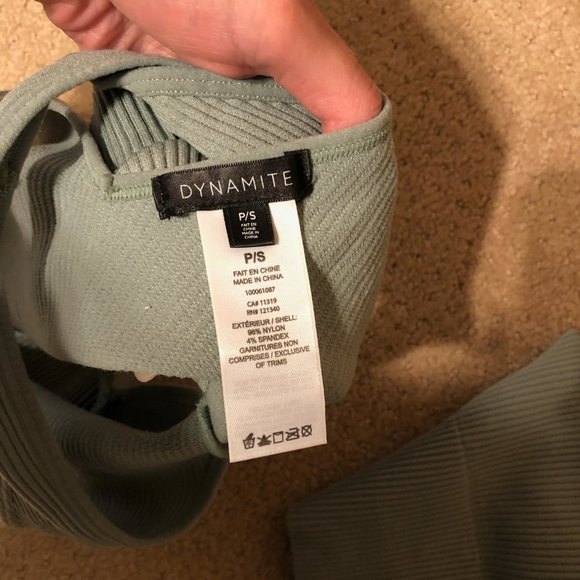 DYNAMITE
P/S
FAIT EN
CHINE
MADE IN
CHINA
P/S
FAIT EN CHINE
MADE IN CHINA
100061087
CA# 11319
RN# 121340
EXTÉRIEUR / SHELL:
96% NYLON
4% SPANDEX
GARNITURES NON
COMPRISES / EXCLUSIVE
OF TRIMS